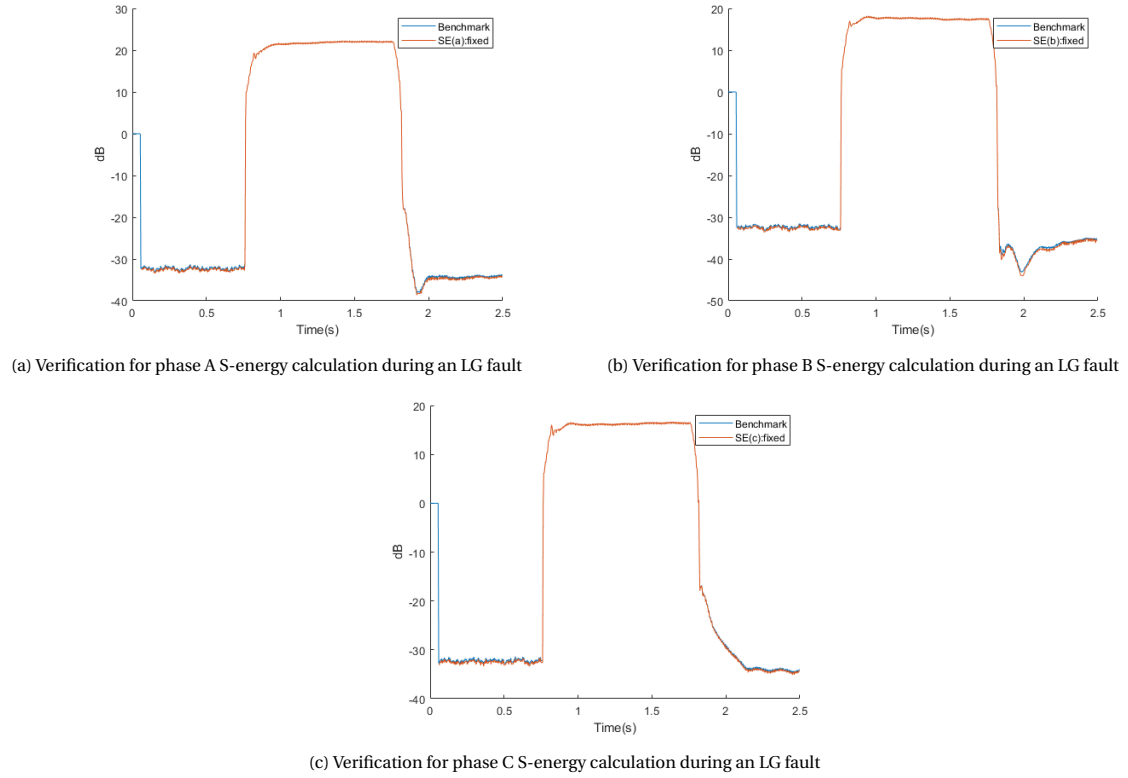 30
20
10
0
-10
-20
-30
-40
dB
0
0.5
1
1.5
2
2.5
Time(s)
Benchmark
SE(a):fixed
(a) Verification for phase A S-energy calculation during an LG fault
20
10
0
-10
-20
-30
-40
-50
dB
0
0.5
1
1.5
2
2.5
Time(s)
Benchmark
SE(b):fixed
(b) Verification for phase B S-energy calculation during an LG fault
20
10
0
-10
-20
-30
-40
dB
0
0.5
1
1.5
2
2.5
Time(s)
Benchmark
SE(c):fixed
(c) Verification for phase C S-energy calculation during an LG fault